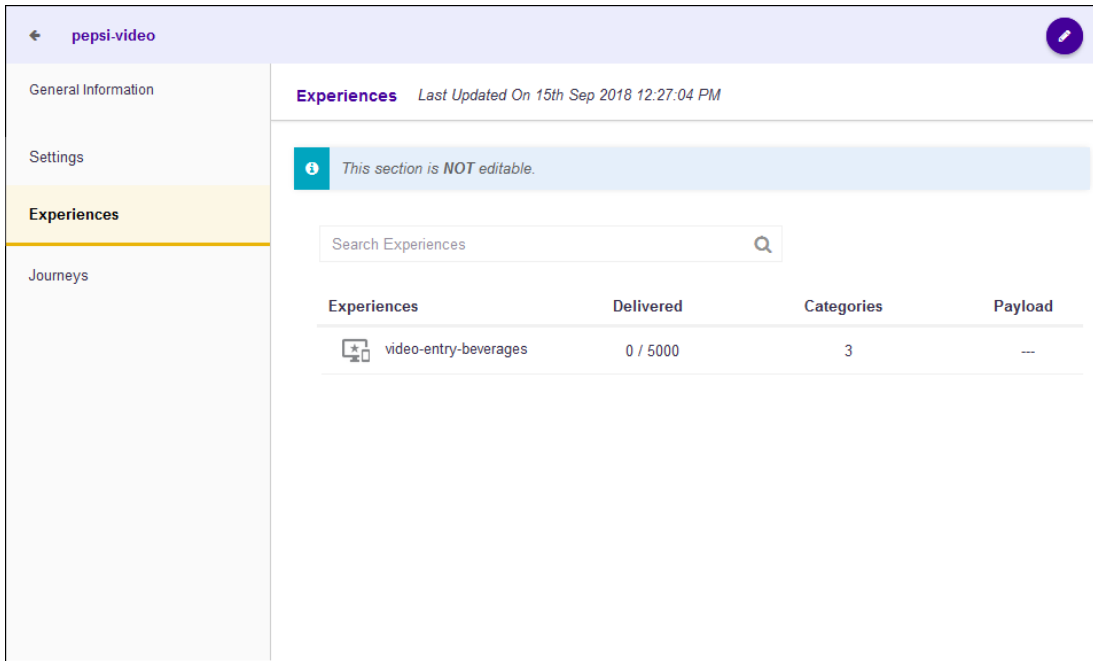 pepsi-video
General Information
Settings
Experiences
Journeys
Experiences Last Updated On 15th Sep 2018 12:27:04 PM
This section is NOT editable.
Search Experiences
Experiences Delivered Categories Payload
video-entry-beverages 0 / 5000 3 ---